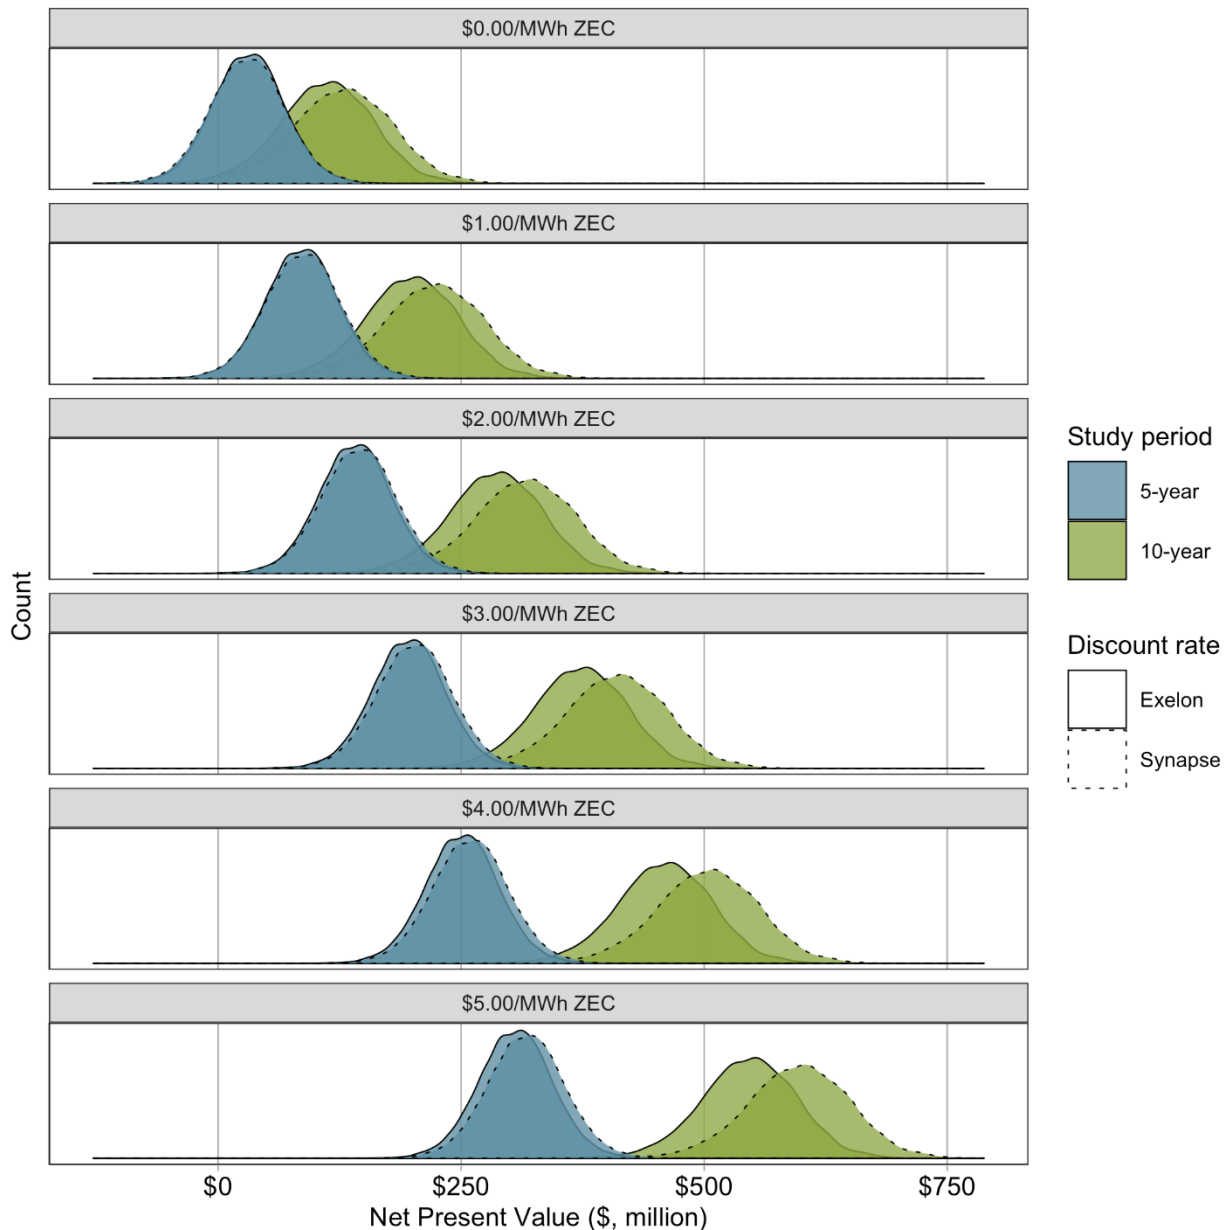 $0.00/MWh ZEC
$1.00/MWh ZEC
$2.00/MWh ZEC
$3.00/MWh ZEC
$4.00/MWh ZEC
$5.00/MWh ZEC
Count
$0
$250
$500
$750
Net Present Value ($, million)
Study period
5-year
10-year
Discount rate
Exelon
Synapse